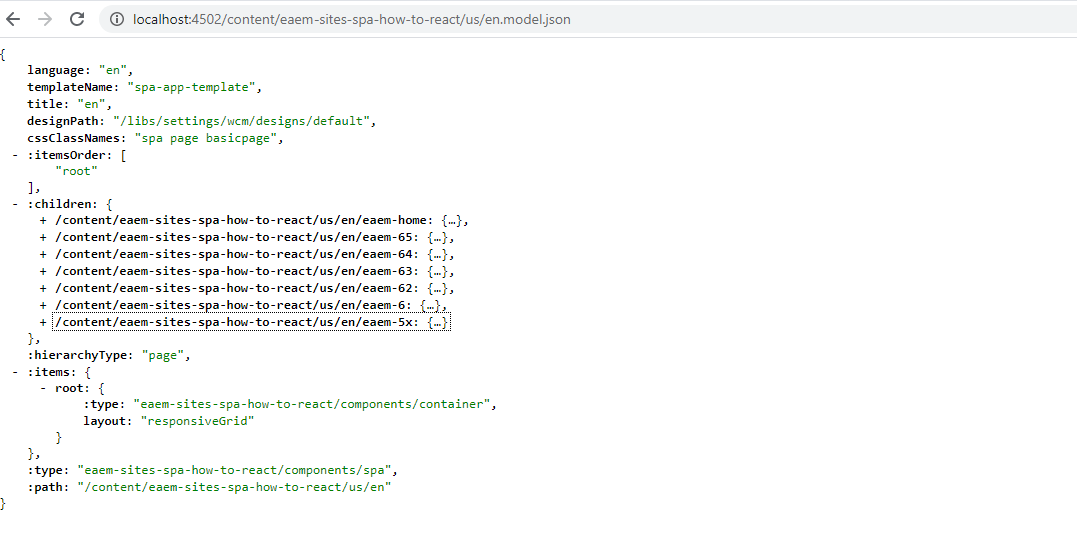 localhost:4502/content/eaem-sites-spa-how-to-react/us/en.model.json
{
language: "en",
templateName: "spa-app-template",
title: "en",
designPath: "/libs/settings/wcm/designs/default",
cssClassNames: "spa page basicpage",
- :itemsOrder: [
"root"
],
- :children: {
+ /content/eaem-sites-spa-how-to-react/us/en/eaem-home: {…},
+ /content/eaem-sites-spa-how-to-react/us/en/eaem-65: {…},
+ /content/eaem-sites-spa-how-to-react/us/en/eaem-64: {…},
+ /content/eaem-sites-spa-how-to-react/us/en/eaem-63: {…},
+ /content/eaem-sites-spa-how-to-react/us/en/eaem-62: {…},
+ /content/eaem-sites-spa-how-to-react/us/en/eaem-6: {…},
+ /content/eaem-sites-spa-how-to-react/us/en/eaem-5x: {…}
},
:hierarchyType: "page",
- :items: {
- root: {
:type: "eaem-sites-spa-how-to-react/components/container",
layout: "responsiveGrid"
}
},
:type: "eaem-sites-spa-how-to-react/components/spa",
:path: "/content/eaem-sites-spa-how-to-react/us/en"
}